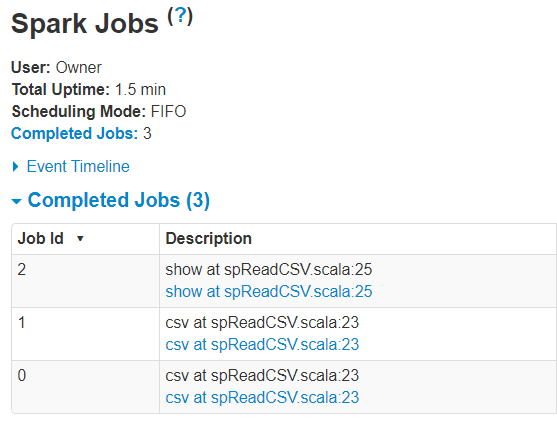 Spark Jobs (?)
User: Owner
Total Uptime: 1.5 min
Scheduling Mode: FIFO
Completed Jobs: 3
Event Timeline
Completed Jobs (3)
Job Id Description
2 show at spReadCSV.scala:25
show at spReadCSV.scala:25
1 csv at spReadCSV.scala:23
csv at spReadCSV.scala:23
0 csv at spReadCSV.scala:23
csv at spReadCSV.scala:23